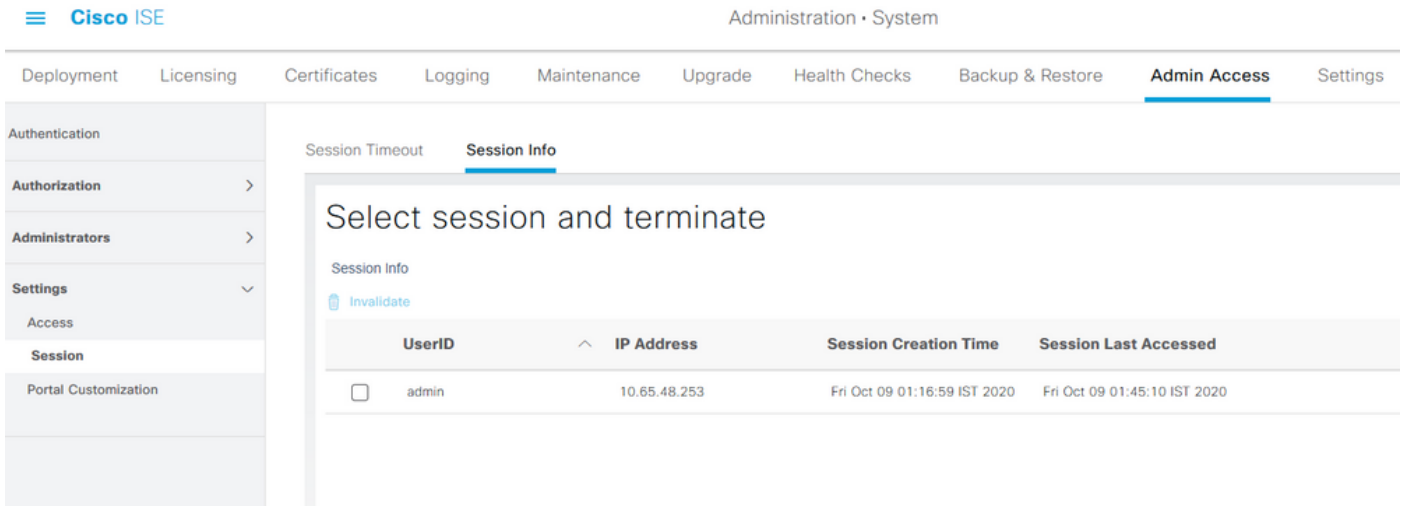 Cisco ISE
Administration · System
Deployment Licensing Certificates Logging Maintenance Upgrade Health Checks Backup & Restore Admin Access Settings
Authentication
Authorization
Administrators
Settings
Access
Session
Portal Customization
Session Timeout Session Info
Select session and terminate
Session Info
Invalidate
UserID IP Address Session Creation Time Session Last Accessed
admin 10.65.48.253 Fri Oct 09 01:16:59 IST 2020 Fri Oct 09 01:45:10 IST 2020